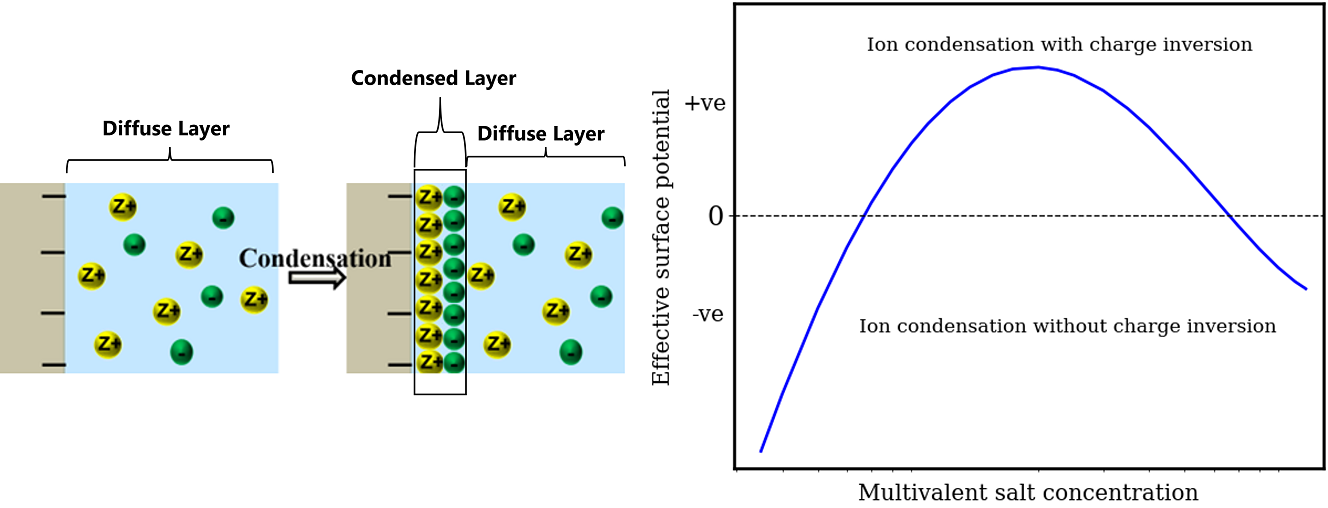 Diffuse Layer
Z+
-
-
Z+
Z+
-
Z+
Z+
Z+
-
Condensation
Condensed Layer
Diffuse Layer
Z+ -
Z+ -
Z+ -
Z+ -
Z+ -
Z+ -
Z+ -
-
Z+
-
-
Z+
Z+
-
Z+
Z+
-
Effective surface potential
+ve
0
-ve
Ion condensation with charge inversion
Ion condensation without charge inversion
Multivalent salt concentration